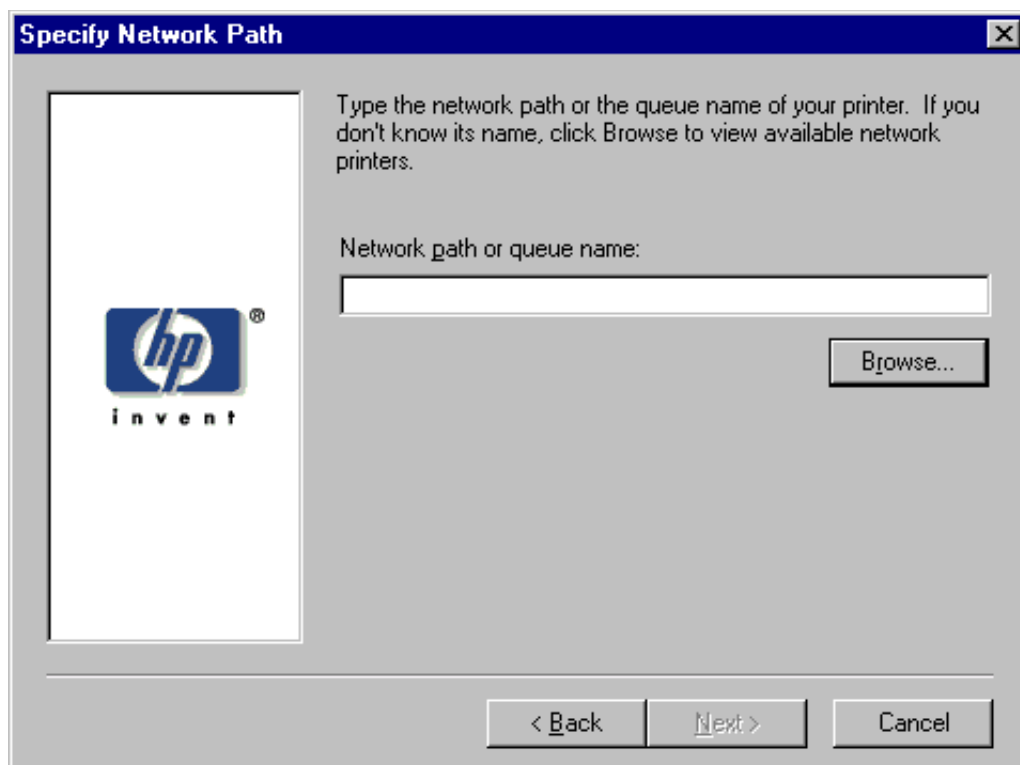 Specify Network Path
Type the network path or the queue name of your printer. If you
don't know its name, click Browse to view available network
printers.
Network path or queue name:
hp ®
invent
Browse...
< Back
Next >
Cancel